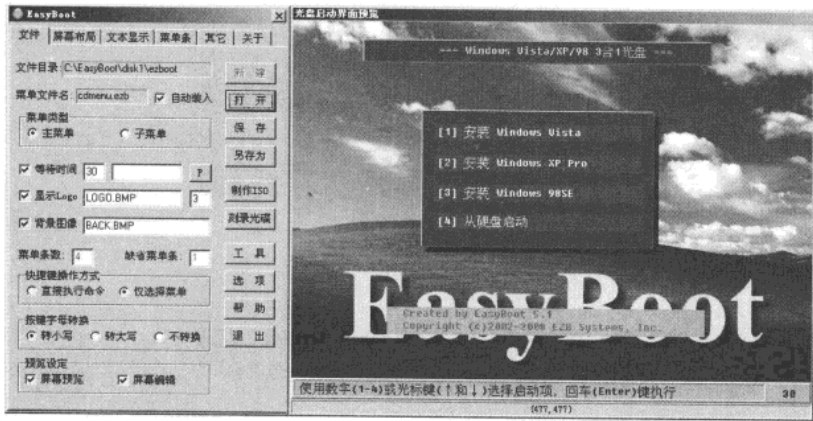 EasyBoot
文件 屏幕布局 文本显示 菜单条 其它 关于
文件目录 C:\EasyBoot\disk1\ezboot
菜单文件名: cdmenu.ezb 自动装入 打 开
菜单类型 保 存
主菜单 子菜单
另存为
等待时间 30 P
显示Logo LOGO.BMP 3 制作ISO
背景图像 BACK.BMP 刻录光碟
菜单条数: 4 缺省菜单条: 1 工 具
快捷键操作方式 选 项
直接执行命令 仅选择菜单
帮 助
按键字母转换
转小写 转大写 不转换 退 出
预览设定
屏幕预览 屏幕编辑
光盘启动界面预览
--- Windows Vista/XP/98 3合1光盘 ---
[1] 安装 Windows Vista
[2] 安装 Windows XP Pro
[3] 安装 Windows 98SE
[4] 从硬盘启动
EasyBoot
Created by EasyBoot 5.1
Copyright (c)2002-2006 EZB Systems, Inc.
使用数字(1-4)或光标键(↑和↓)选择启动项, 回车(Enter)键执行 30
(477,477)